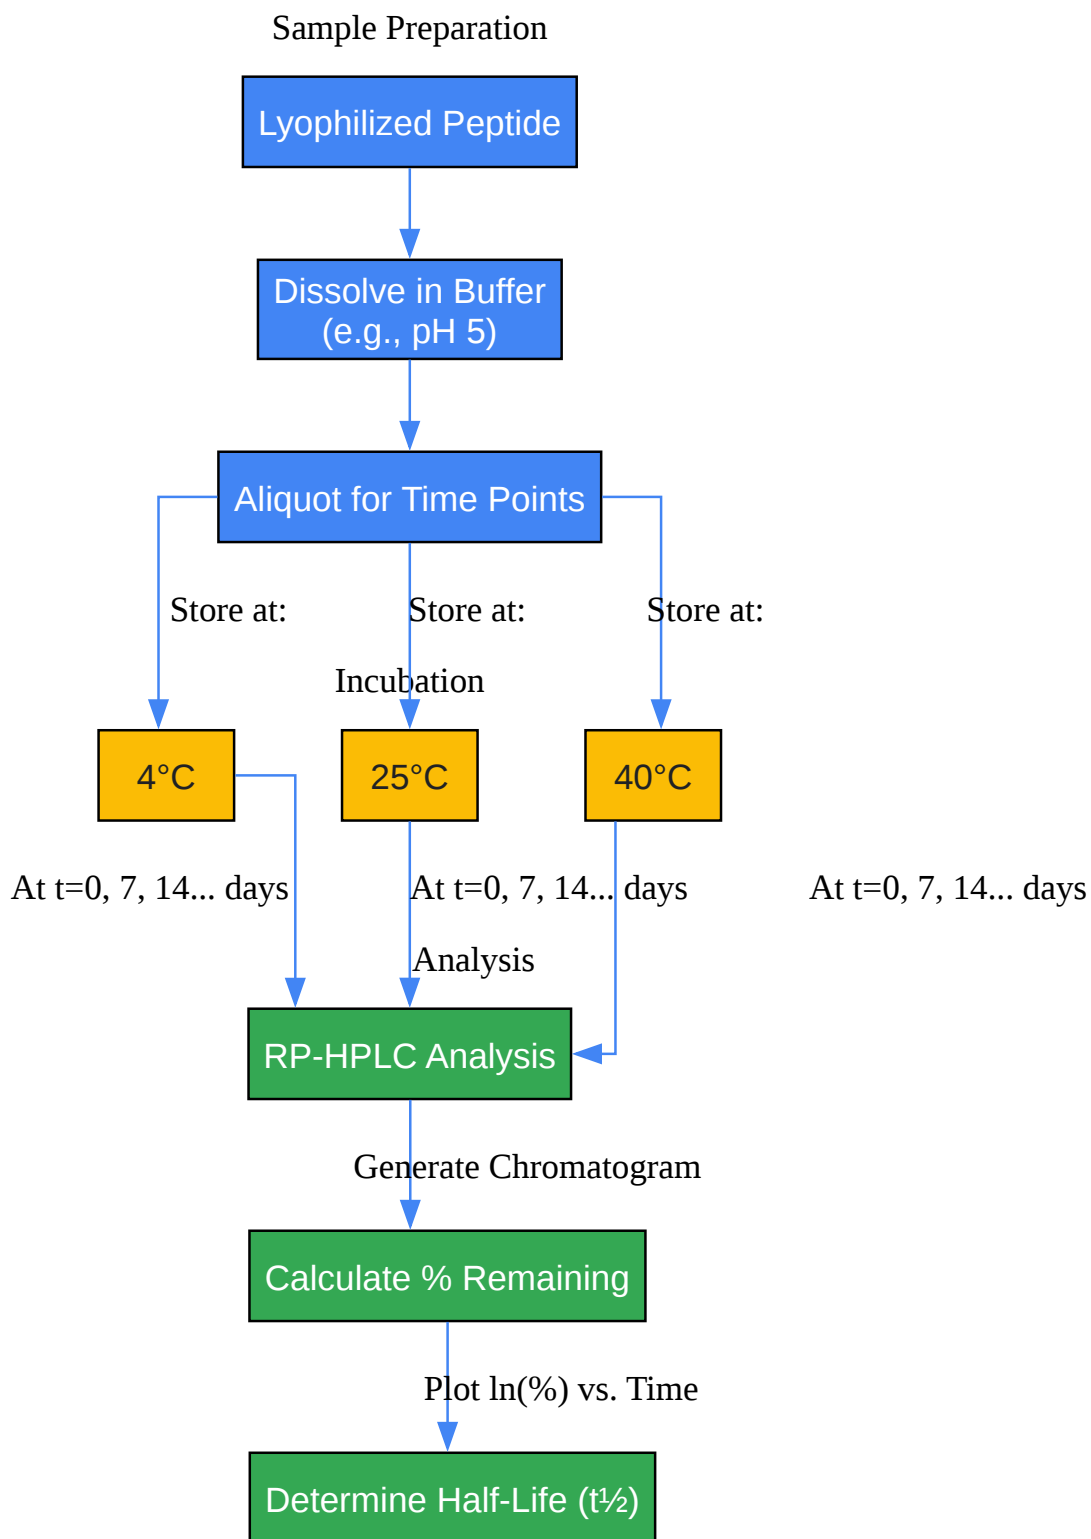 Sample Preparation
Lyophilized Peptide
Dissolve in Buffer
(e.g., pH 5)
Aliquot for Time Points
Store at:
Store at:
Store at:
Incubation
4°C
25°C
40°C
At t=0, 7, 14... days
At t=0, 7, 14... days
At t=0, 7, 14... days
Analysis
RP-HPLC Analysis
Generate Chromatogram
Calculate % Remaining
Plot ln(%) vs. Time
Determine Half-Life (t½)